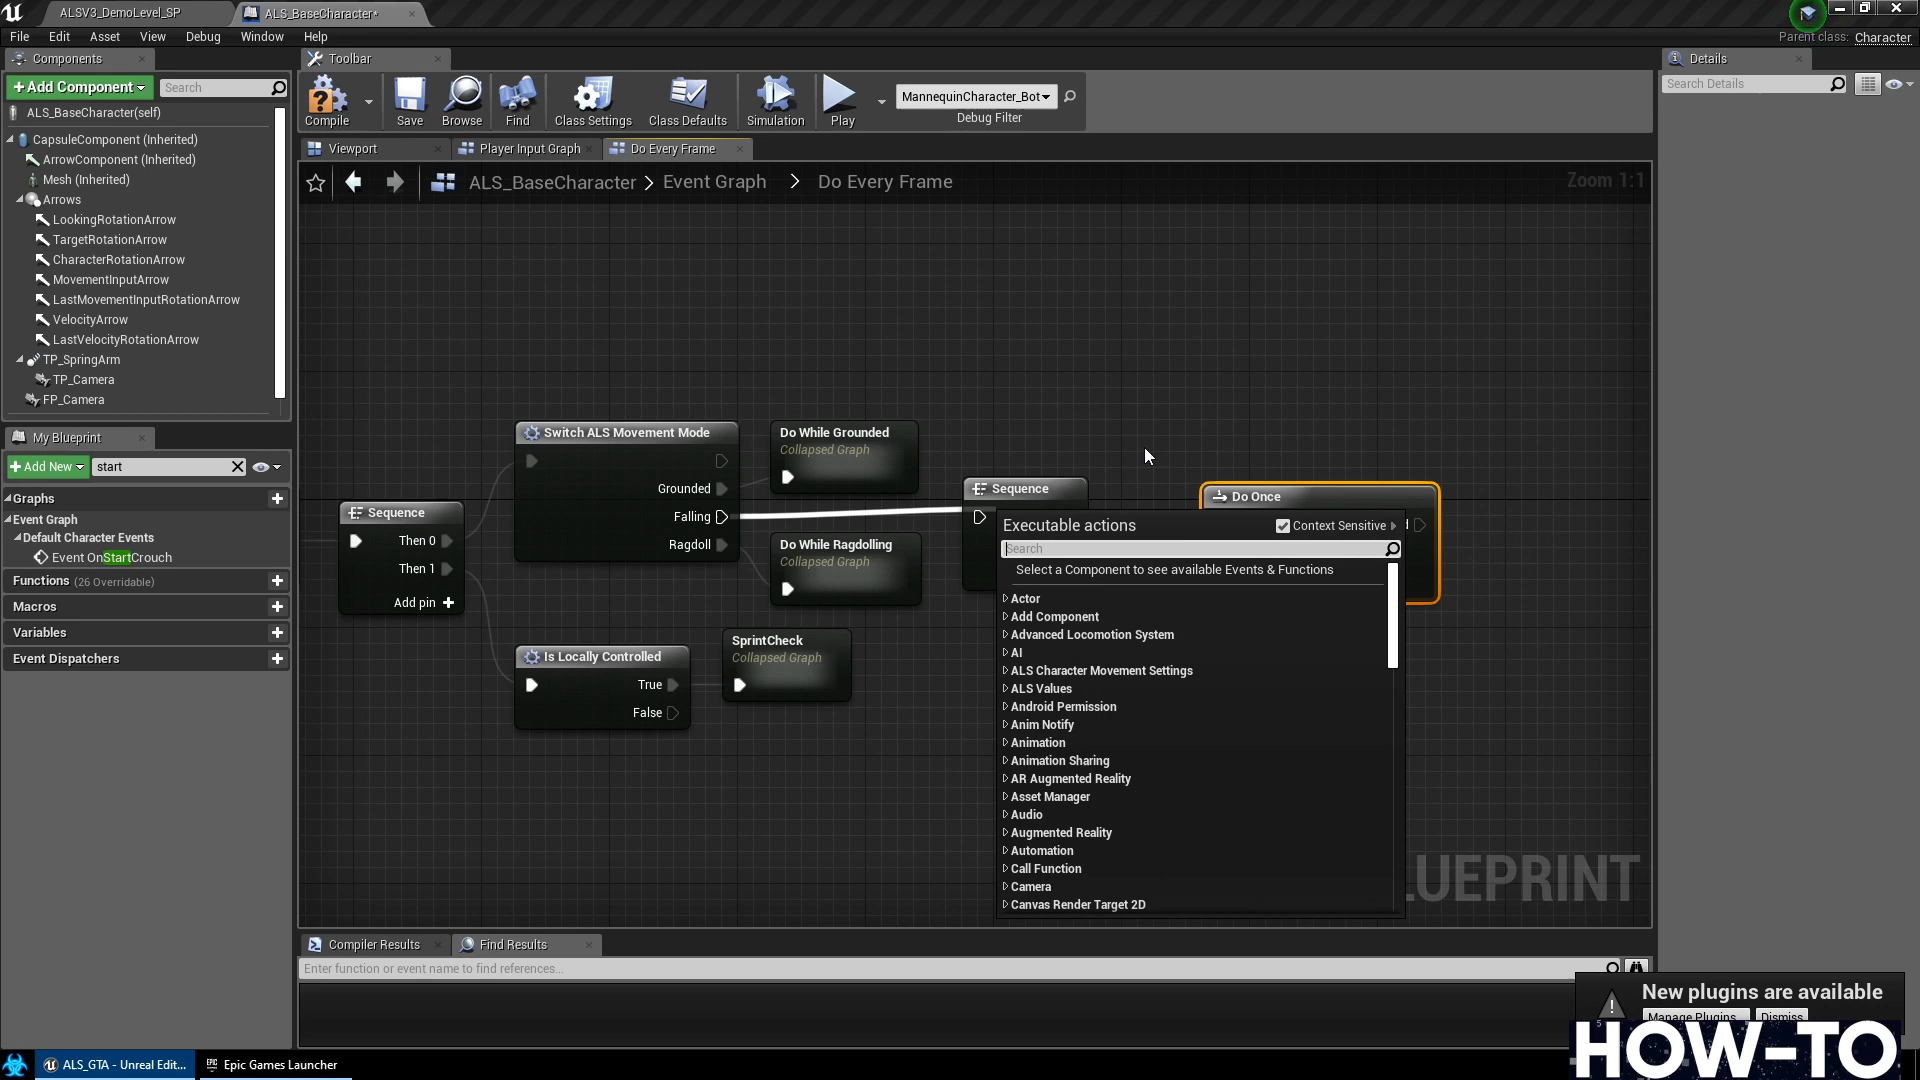 ALSV3_DemoLevel_SP
ALS_BaseCharacter*
File Edit Asset View Debug Window Help
Parent class: Character
Components
Toolbar
Details
+Add Component
Search
Search Details
ALS_BaseCharacter(self)
CapsuleComponent (Inherited)
ArrowComponent (Inherited)
Mesh (Inherited)
Arrows
LookingRotationArrow
TargetRotationArrow
CharacterRotationArrow
MovementInputArrow
LastMovementInputRotationArrow
VelocityArrow
LastVelocityRotationArrow
TP_SpringArm
TP_Camera
FP_Camera
Compile Save Browse Find Class Settings Class Defaults Simulation Play
MannequinCharacter_Bot
Debug Filter
Viewport
Player Input Graph
Do Every Frame
ALS_BaseCharacter > Event Graph > Do Every Frame
Zoom 1:1
My Blueprint
+Add New
start
Graphs
Event Graph
Default Character Events
Event OnStartCrouch
Functions (26 Overridable)
Macros
Variables
Event Dispatchers
Sequence
Then 0
Then 1
Add pin
Switch ALS Movement Mode
Grounded
Falling
Ragdoll
Do While Grounded
Collapsed Graph
Do While Ragdolling
Collapsed Graph
Is Locally Controlled
True
False
SprintCheck
Collapsed Graph
Sequence
Do Once
Executable actions
Context Sensitive
Search
Select a Component to see available Events & Functions
Actor
Add Component
Advanced Locomotion System
AI
ALS Character Movement Settings
ALS Values
Android Permission
Anim Notify
Animation
Animation Sharing
AR Augmented Reality
Asset Manager
Audio
Augmented Reality
Automation
Call Function
Camera
Canvas Render Target 2D
LUEPRINT
Compiler Results
Find Results
Enter function or event name to find references...
New plugins are available
Manage Plugins... Dismiss
HOW-TO
ALS_GTA - Unreal Edit...
Epic Games Launcher